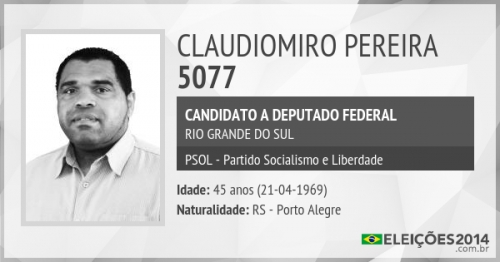 CLAUDIOMIRO PEREIRA
5077
CANDIDATO A DEPUTADO FEDERAL
RIO GRANDE DO SUL
PSOL - Partido Socialismo e Liberdade
Idade: 45 anos (21-04-1969)
Naturalidade: RS - Porto Alegre
ELEIÇÕES2014
.com.br